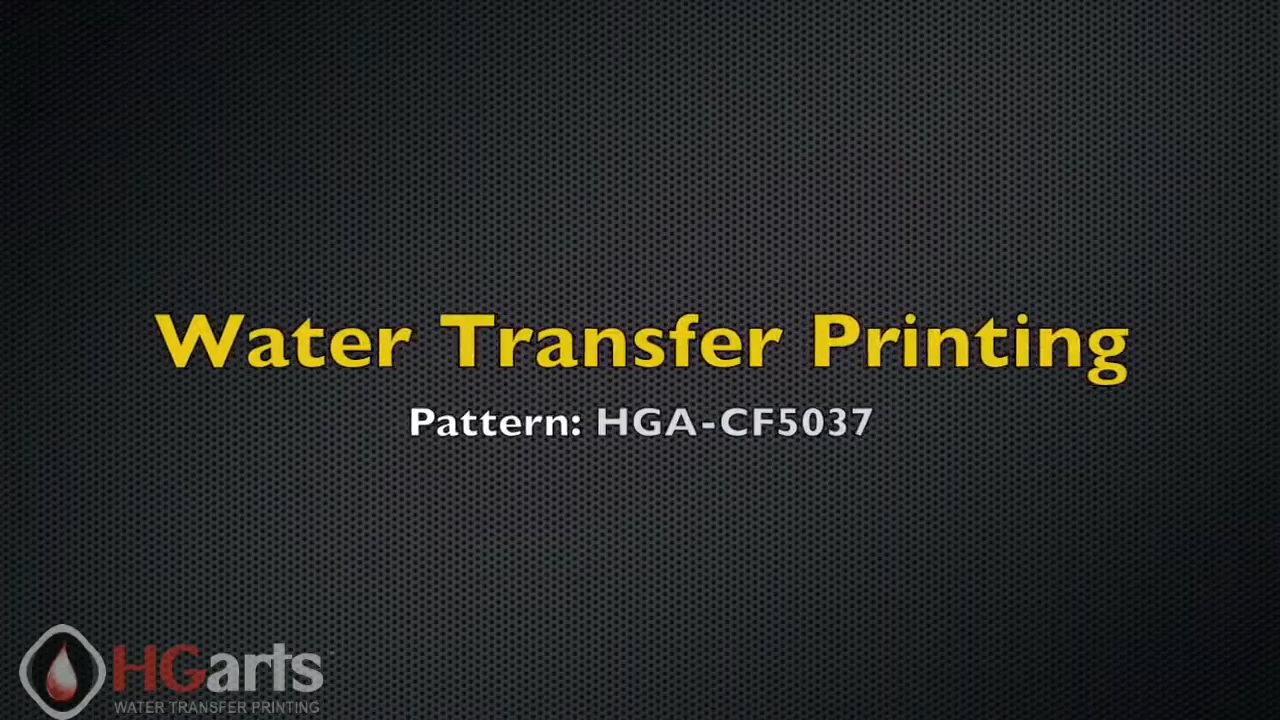 Water Transfer Printing
Pattern: HGA-CF5037
HGarts
WATER TRANSFER PRINTING